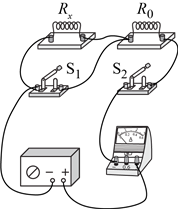 Rₓ R₀
S₁ S₂
A
− +